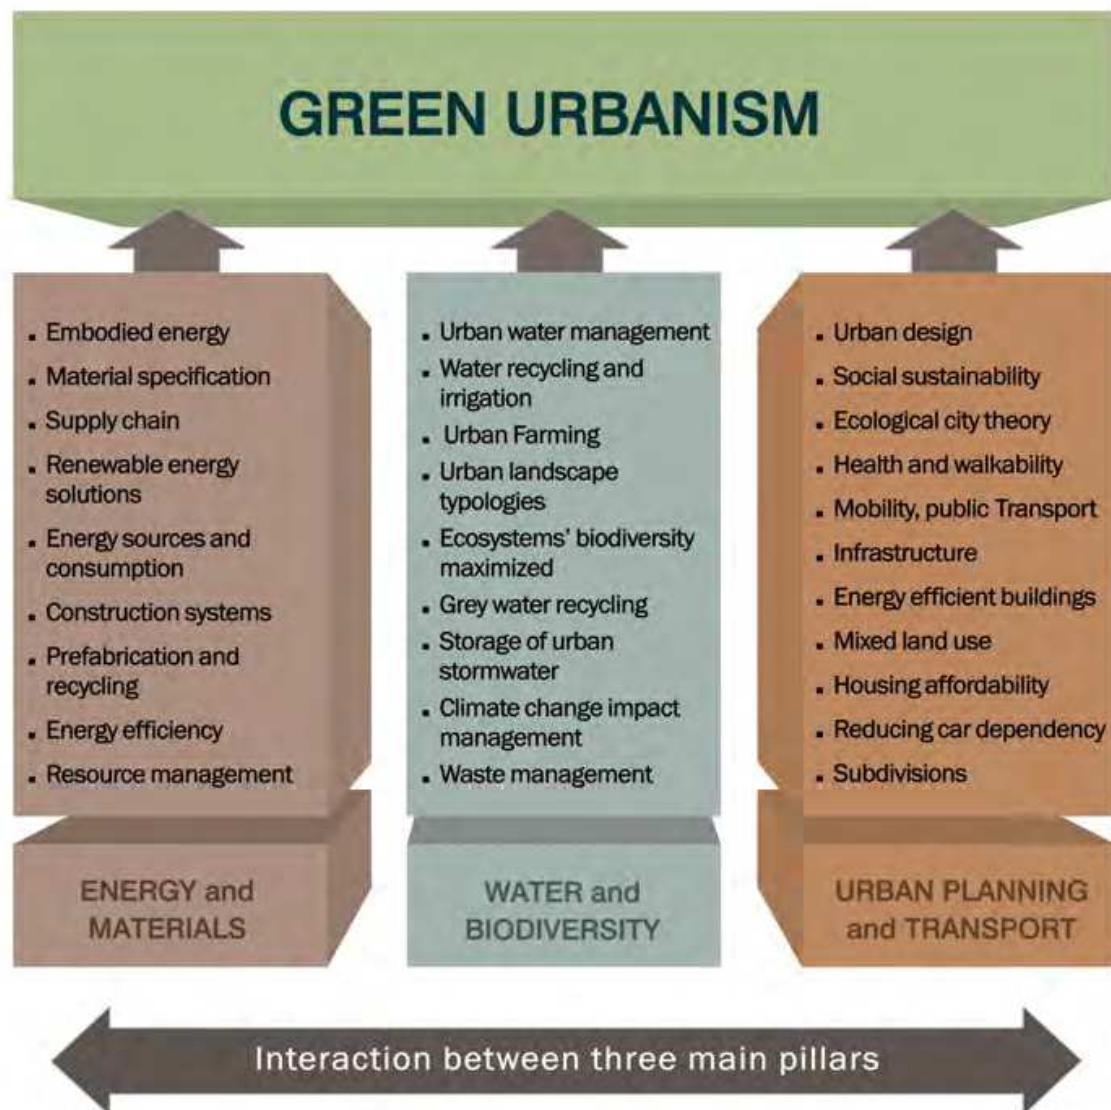 GREEN URBANISM
▪ Embodied energy
▪ Material specification
▪ Supply chain
▪ Renewable energy
solutions
▪ Energy sources and
consumption
▪ Construction systems
▪ Prefabrication and
recycling
▪ Energy efficiency
▪ Resource management
ENERGY and
MATERIALS
▪ Urban water management
▪ Water recycling and
irrigation
▪ Urban Farming
▪ Urban landscape
typologies
▪ Ecosystems’ biodiversity
maximized
▪ Grey water recycling
▪ Storage of urban
stormwater
▪ Climate change impact
management
▪ Waste management
WATER and
BIODIVERSITY
▪ Urban design
▪ Social sustainability
▪ Ecological city theory
▪ Health and walkability
▪ Mobility, public Transport
▪ Infrastructure
▪ Energy efficient buildings
▪ Mixed land use
▪ Housing affordability
▪ Reducing car dependency
▪ Subdivisions
URBAN PLANNING
and TRANSPORT
Interaction between three main pillars